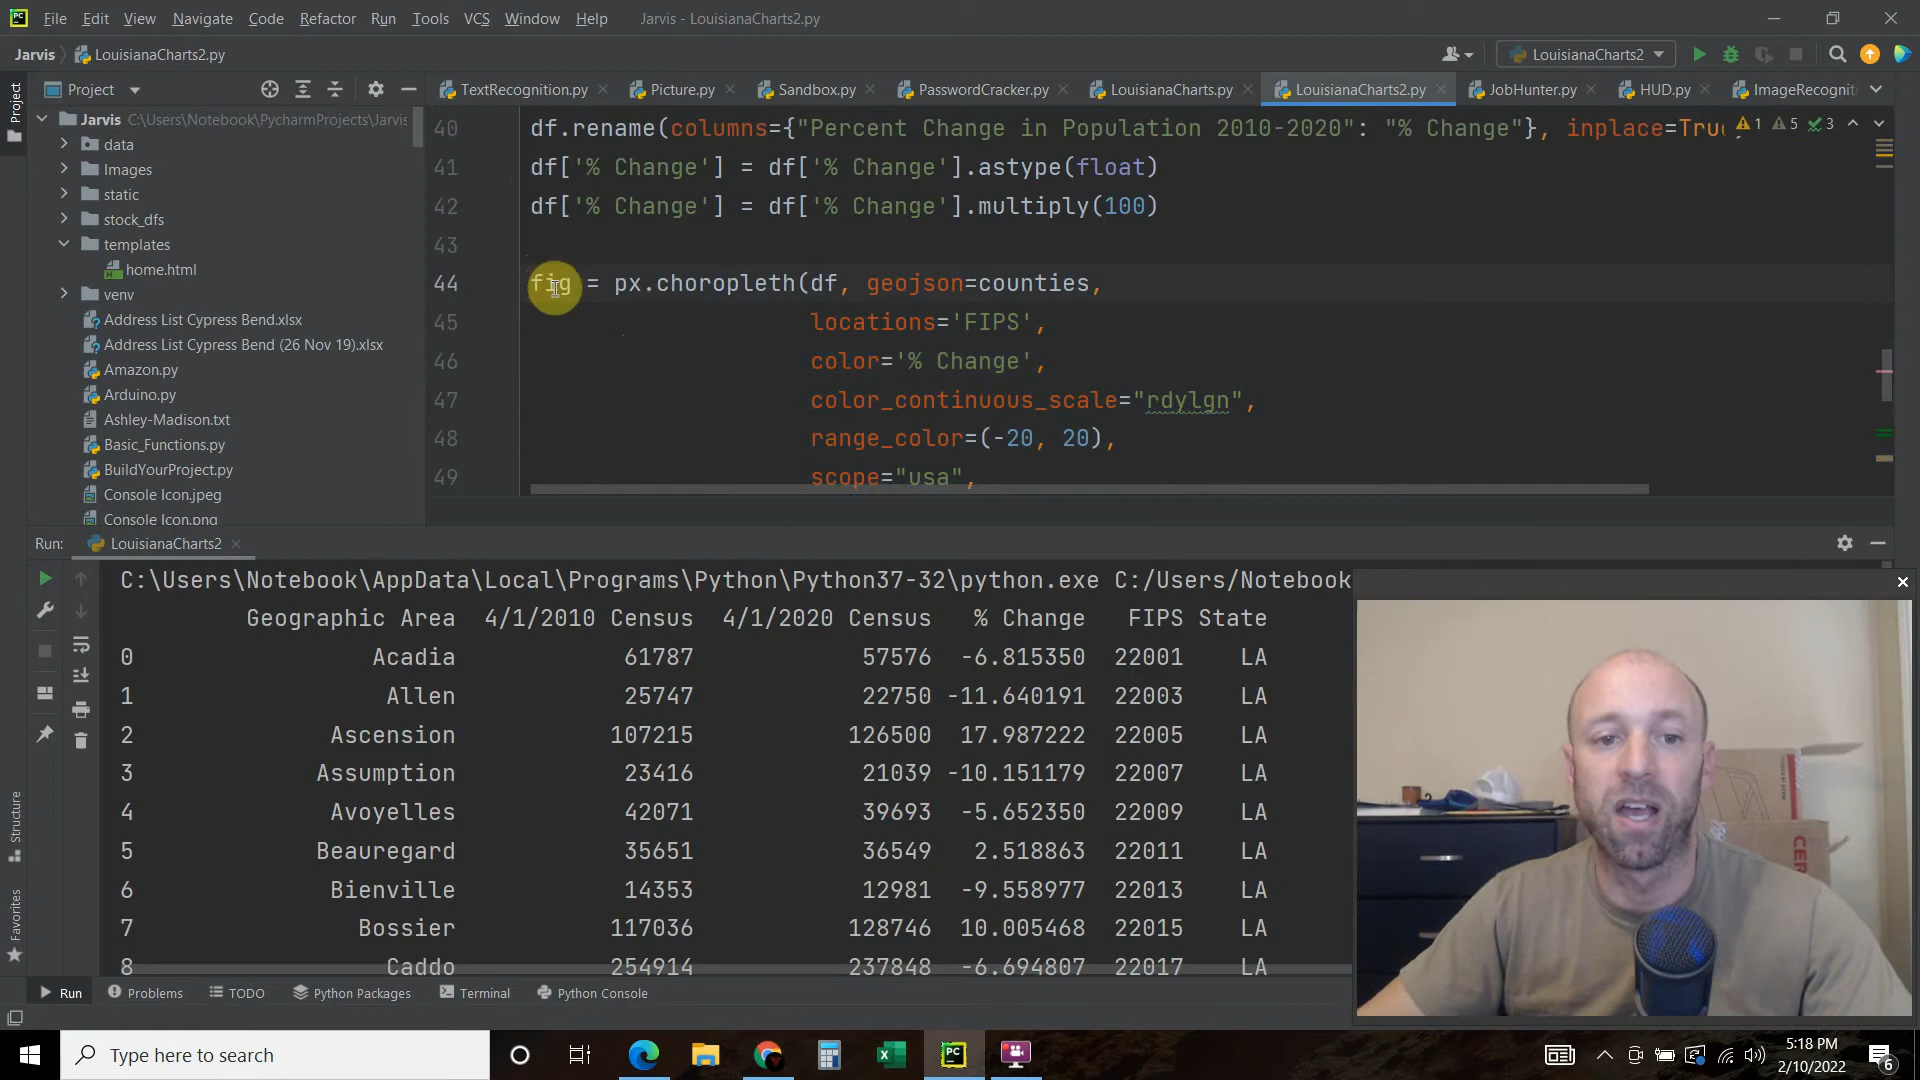 PC File Edit View Navigate Code Refactor Run Tools VCS Window Help Jarvis - LouisianaCharts2.py
Jarvis LouisianaCharts2.py LouisianaCharts2
Project TextRecognition.py Picture.py Sandbox.py PasswordCracker.py LouisianaCharts.py LouisianaCharts2.py JobHunter.py HUD.py ImageRecognit
Project
Jarvis C:\Users\Notebook\PycharmProjects\Jarvis
data
Images
static
stock_dfs
templates
home.html
venv
Address List Cypress Bend.xlsx
Address List Cypress Bend (26 Nov 19).xlsx
Amazon.py
Arduino.py
Ashley-Madison.txt
Basic_Functions.py
BuildYourProject.py
Console Icon.jpeg
Console Icon.png
1 5 3
40 df.rename(columns={"Percent Change in Population 2010-2020": "% Change"}, inplace=True
41 df['% Change'] = df['% Change'].astype(float)
42 df['% Change'] = df['% Change'].multiply(100)
43
44 fig = px.choropleth(df, geojson=counties,
45 locations='FIPS',
46 color='% Change',
47 color_continuous_scale="rdylgn",
48 range_color=(-20, 20),
49 scope="usa",
Run: LouisianaCharts2
C:\Users\Notebook\AppData\Local\Programs\Python\Python37-32\python.exe C:/Users/Notebook
Geographic Area 4/1/2010 Census 4/1/2020 Census % Change FIPS State
0 Acadia 61787 57576 -6.815350 22001 LA
1 Allen 25747 22750 -11.640191 22003 LA
2 Ascension 107215 126500 17.987222 22005 LA
3 Assumption 23416 21039 -10.151179 22007 LA
4 Avoyelles 42071 39693 -5.652350 22009 LA
5 Beauregard 35651 36549 2.518863 22011 LA
6 Bienville 14353 12981 -9.558977 22013 LA
7 Bossier 117036 128746 10.005468 22015 LA
8 Caddo 254914 237848 -6.694807 22017 LA
Structure
Favorites
Run Problems TODO Python Packages Terminal Python Console
Type here to search
PC
5:18 PM
2/10/2022
6